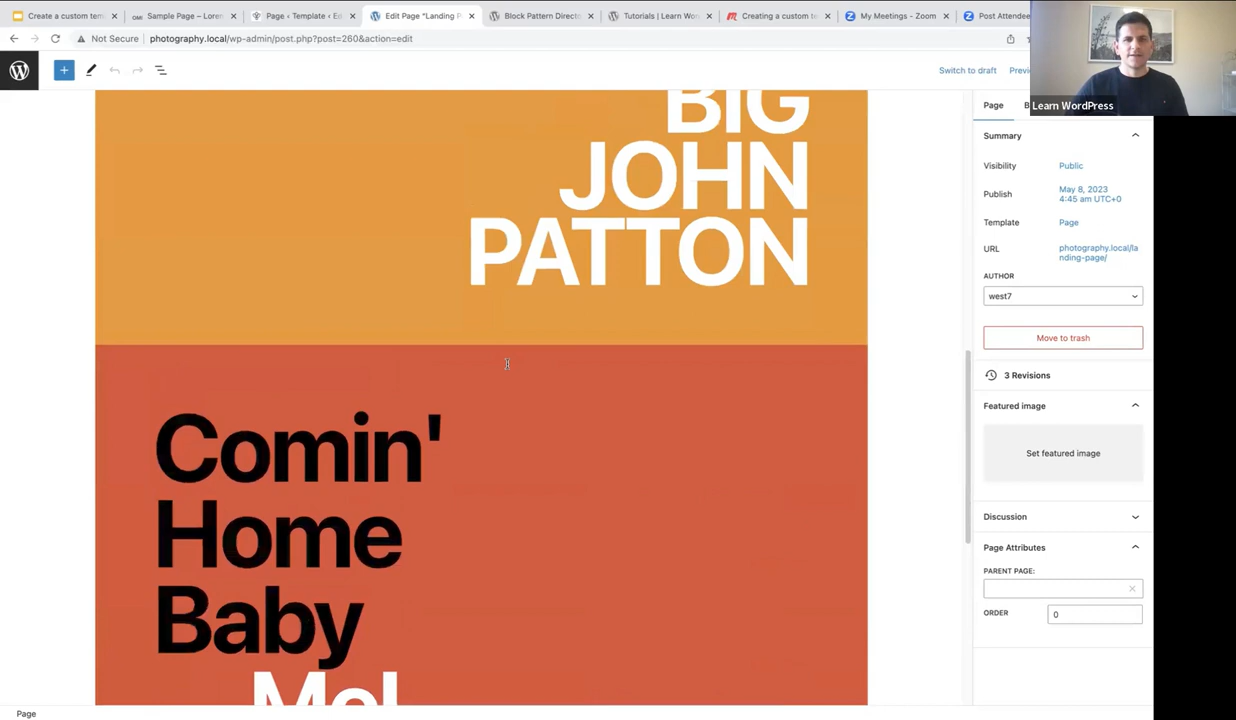 Create a custom tem
Sample Page – Lorem
Page ‹ Template ‹ Ed
Edit Page "Landing P
Block Pattern Direct
Tutorials | Learn Wor
Creating a custom te
My Meetings - Zoom
Post Attendee
Not Secure
photography.local/wp-admin/post.php?post=260&action=edit
Switch to draft
Previ
Learn WordPress
BIG
JOHN
PATTON
Comin'
Home
Baby
Mel
Page
B
Summary
Visibility
Public
Publish
May 8, 2023
4:45 am UTC+0
Template
Page
URL
photography.local/la
nding-page/
AUTHOR
west7
Move to trash
3 Revisions
Featured image
Set featured image
Discussion
Page Attributes
PARENT PAGE:
ORDER
0
Page